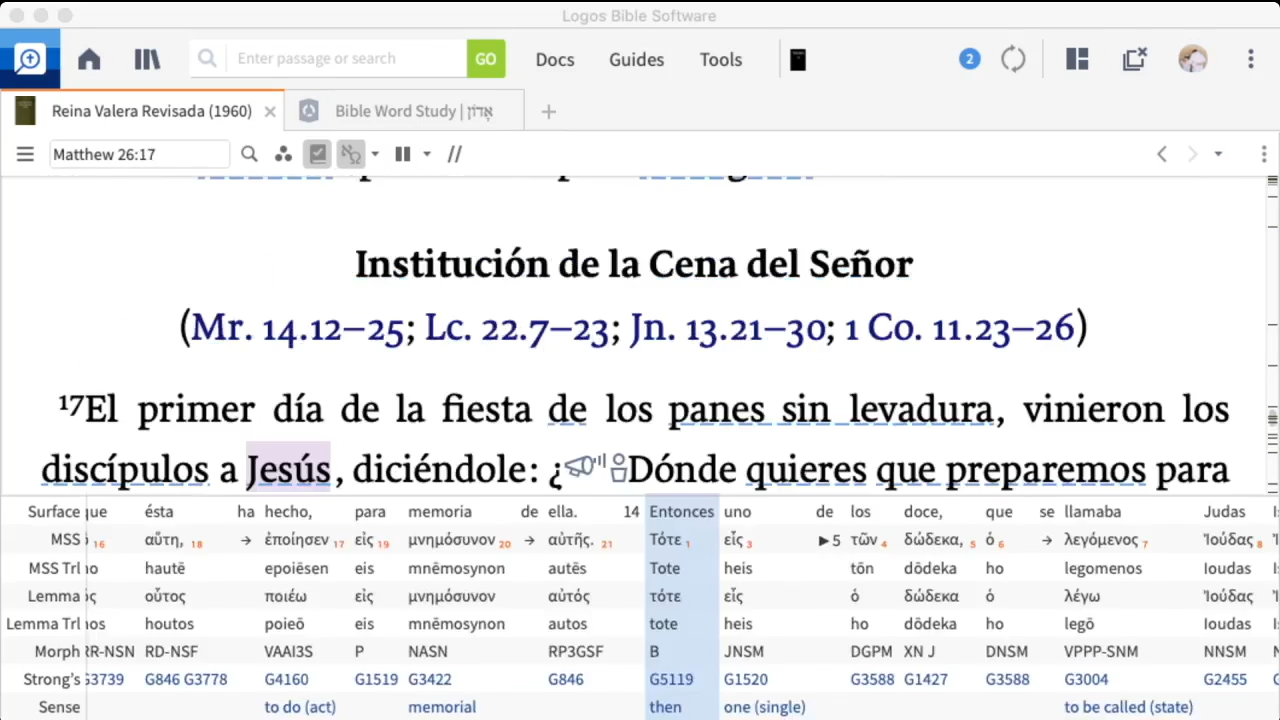 Logos Bible Software
Enter passage or search GO Docs Guides Tools 2
Reina Valera Revisada (1960) Bible Word Study | אָדוֹן
Matthew 26:17
Institución de la Cena del Señor
(Mr. 14.12–25; Lc. 22.7–23; Jn. 13.21–30; 1 Co. 11.23–26)
17El primer día de la fiesta de los panes sin levadura, vinieron los
discípulos a Jesús, diciéndole: ¿Dónde quieres que preparemos para
Surface que ésta ha hecho, para memoria de ella. 14 Entonces uno de los doce, que se llamaba Judas
MSS 16 αὕτη, 18 → ἐποίησεν 17 εἰς 19 μνημόσυνον 20 → αὐτῆς. 21 Τότε 1 εἷς 3 ▶ 5 τῶν 4 δώδεκα, 5 ὁ 6 → λεγόμενος 7 Ἰούδας 8
MSS Trl ho hautē epoiēsen eis mnēmosynon autēs Tote heis tōn dōdeka ho legomenos Ioudas
Lemma οὗτος ποιέω εἰς μνημόσυνον αὐτός τότε εἷς ὁ δώδεκα ὁ λέγω Ἰούδας
Lemma Trl hos houtos poieō eis mnēmosynon autos tote heis ho dōdeka ho legō Ioudas
Morph RR-NSN RD-NSF VAAI3S P NASN RP3GSF B JNSM DGPM XN J DNSM VPPP-SNM NNSM
Strong's G3739 G846 G3778 G4160 G1519 G3422 G846 G5119 G1520 G3588 G1427 G3588 G3004 G2455
Sense to do (act) memorial then one (single) to be called (state)